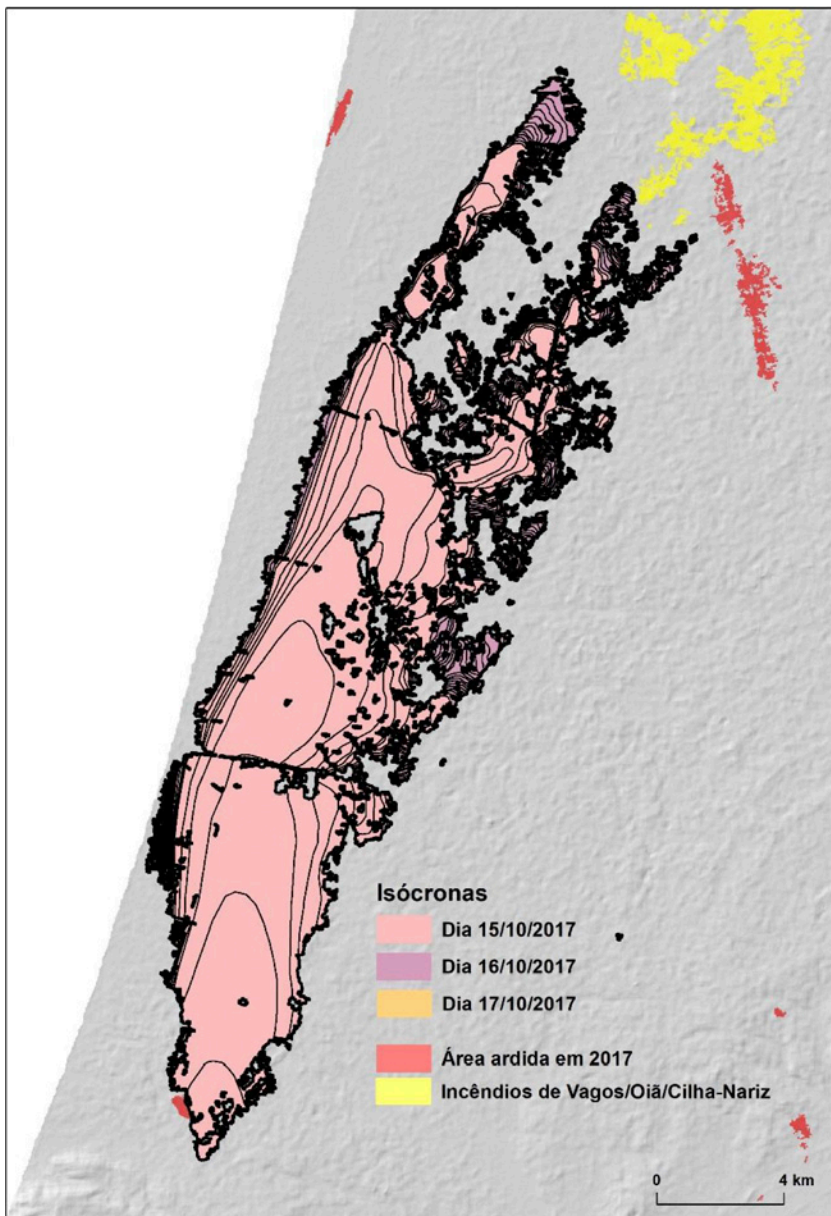 Isócronas
Dia 15/10/2017
Dia 16/10/2017
Dia 17/10/2017
Área ardida em 2017
Incêndios de Vagos/Oiã/Cilha-Nariz
0 4 km